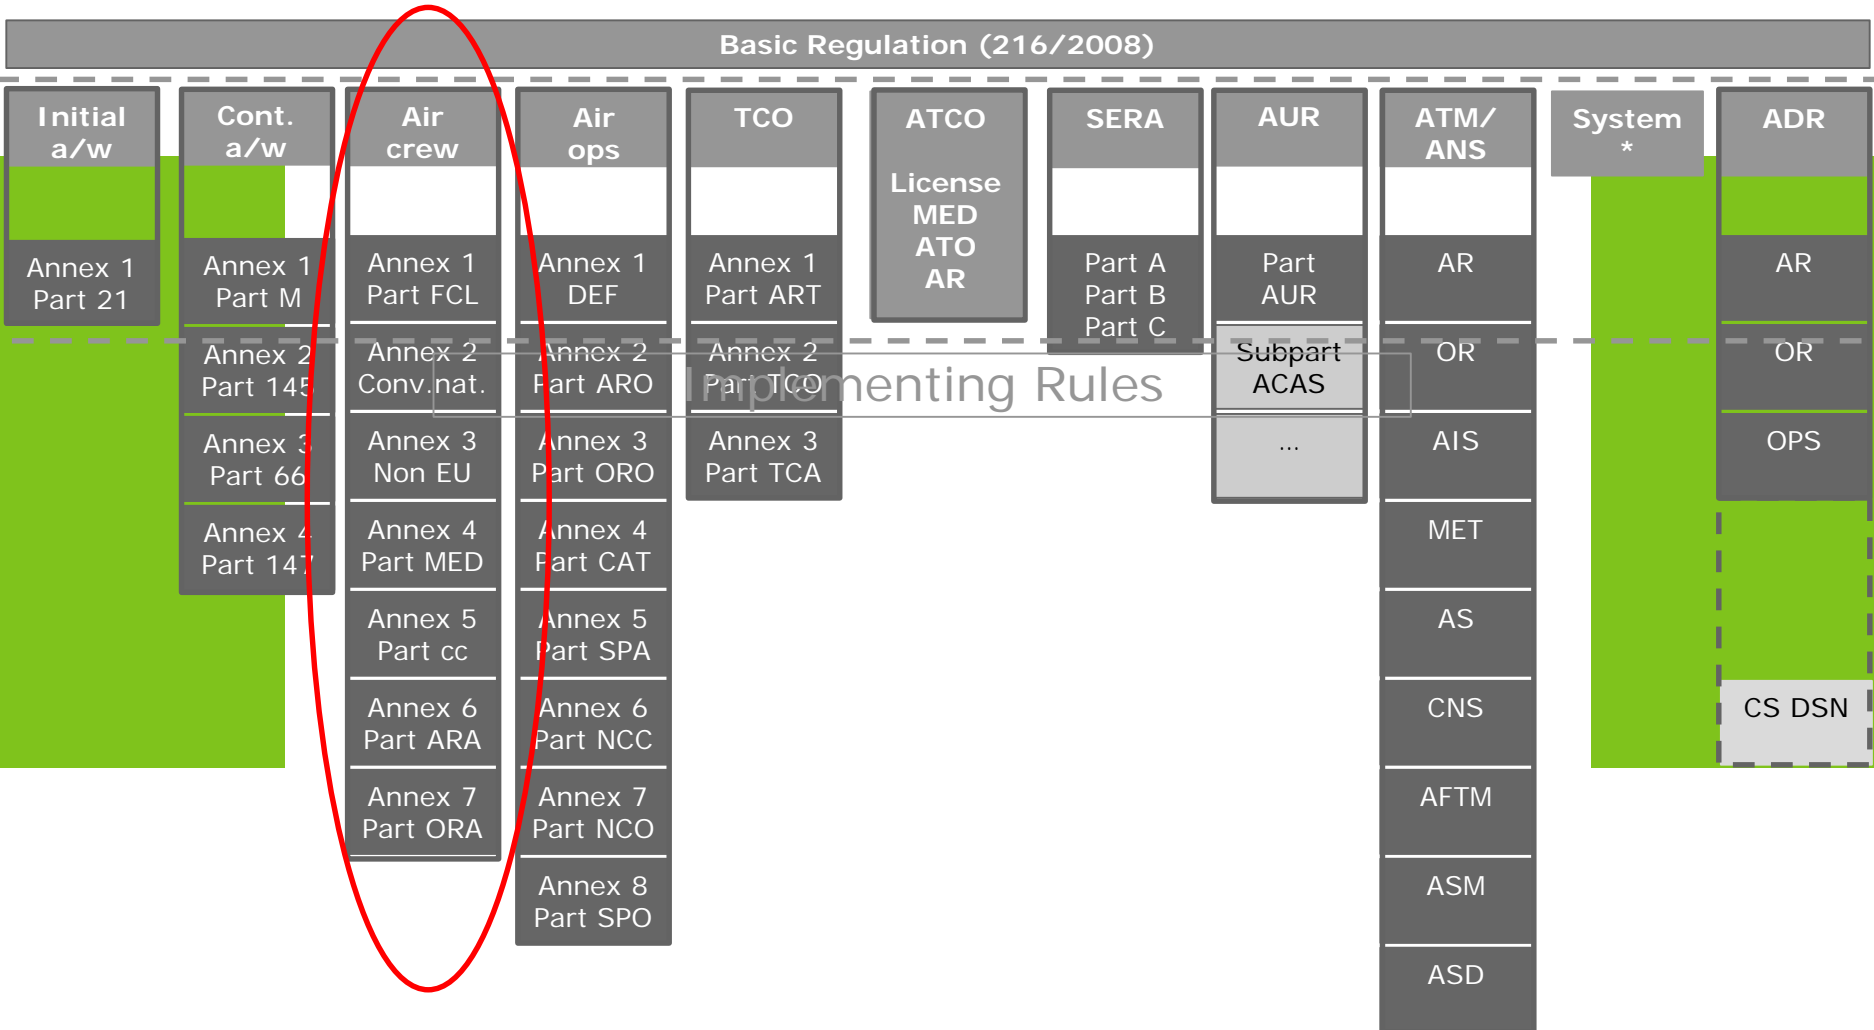 Basic Regulation (216/2008)
Initial
a/w
Annex 1
Part 21
Cont.
a/w
Annex 1
Part M
Annex 2
Part 145
Annex 3
Part 66
Annex 4
Part 147
Air
crew
Annex 1
Part FCL
Annex 2
Conv.nat.
Annex 3
Non EU
Annex 4
Part MED
Annex 5
Part cc
Annex 6
Part ARA
Annex 7
Part ORA
Air
ops
Annex 1
DEF
Annex 2
Part ARO
Annex 3
Part ORO
Annex 4
Part CAT
Annex 5
Part SPA
Annex 6
Part NCC
Annex 7
Part NCO
Annex 8
Part SPO
TCO
Annex 1
Part ART
Annex 2
Part TCO
Annex 3
Part TCA
Implementing Rules
ATCO
License
MED
ATO
AR
SERA
Part A
Part B
Part C
AUR
Part
AUR
Subpart
ACAS
...
ATM/
ANS
AR
OR
AIS
MET
AS
CNS
AFTM
ASM
ASD
System
*
ADR
AR
OR
OPS
CS DSN